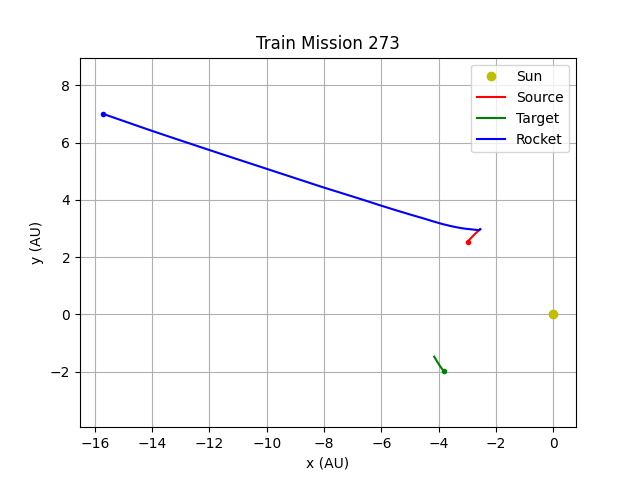 Train Mission 273
Sun
Source
Target
Rocket
y (AU)
8
6
4
2
0
−2
−16
−14
−12
−10
−8
−6
−4
−2
0
x (AU)